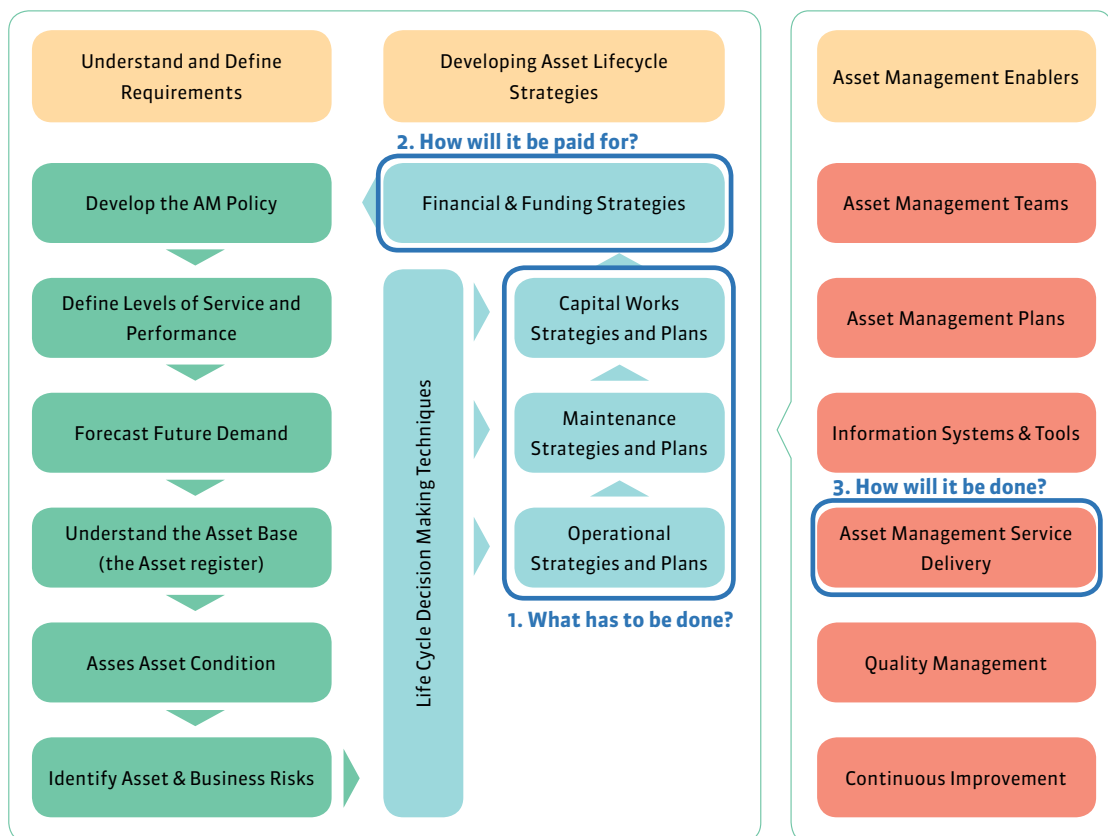 Understand and Define
Requirements
Developing Asset Lifecycle
Strategies
Asset Management Enablers
2. How will it be paid for?
Develop the AM Policy
Financial & Funding Strategies
Asset Management Teams
Define Levels of Service and
Performance
Capital Works
Strategies and Plans
Asset Management Plans
Forecast Future Demand
Life Cycle Decision Making Techniques
Maintenance
Strategies and Plans
Information Systems & Tools
3. How will it be done?
Understand the Asset Base
(the Asset register)
Operational
Strategies and Plans
Asset Management Service
Delivery
1. What has to be done?
Asses Asset Condition
Quality Management
Identify Asset & Business Risks
Continuous Improvement